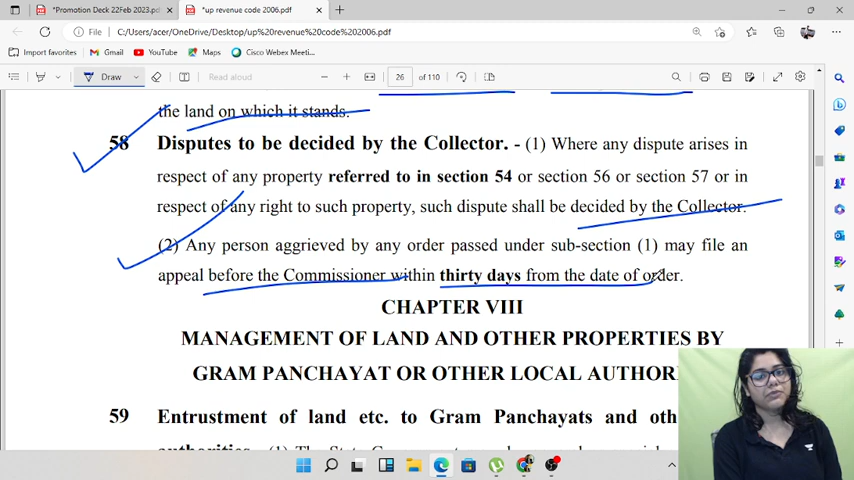 *Promotion Deck 22Feb 2023.pdf
*up revenue code 2006.pdf
File
C:/Users/acer/OneDrive/Desktop/up%20revenue%20code%202006.pdf
Import favorites
Gmail
YouTube
Maps
Cisco Webex Meeti...
Draw
Read aloud
26
of 110
the land on which it stands.
58 Disputes to be decided by the Collector. - (1) Where any dispute arises in
respect of any property referred to in section 54 or section 56 or section 57 or in
respect of any right to such property, such dispute shall be decided by the Collector.
(2) Any person aggrieved by any order passed under sub-section (1) may file an
appeal before the Commissioner within thirty days from the date of order.
CHAPTER VIII
MANAGEMENT OF LAND AND OTHER PROPERTIES BY
GRAM PANCHAYAT OR OTHER LOCAL AUTHORI
59 Entrustment of land etc. to Gram Panchayats and oth